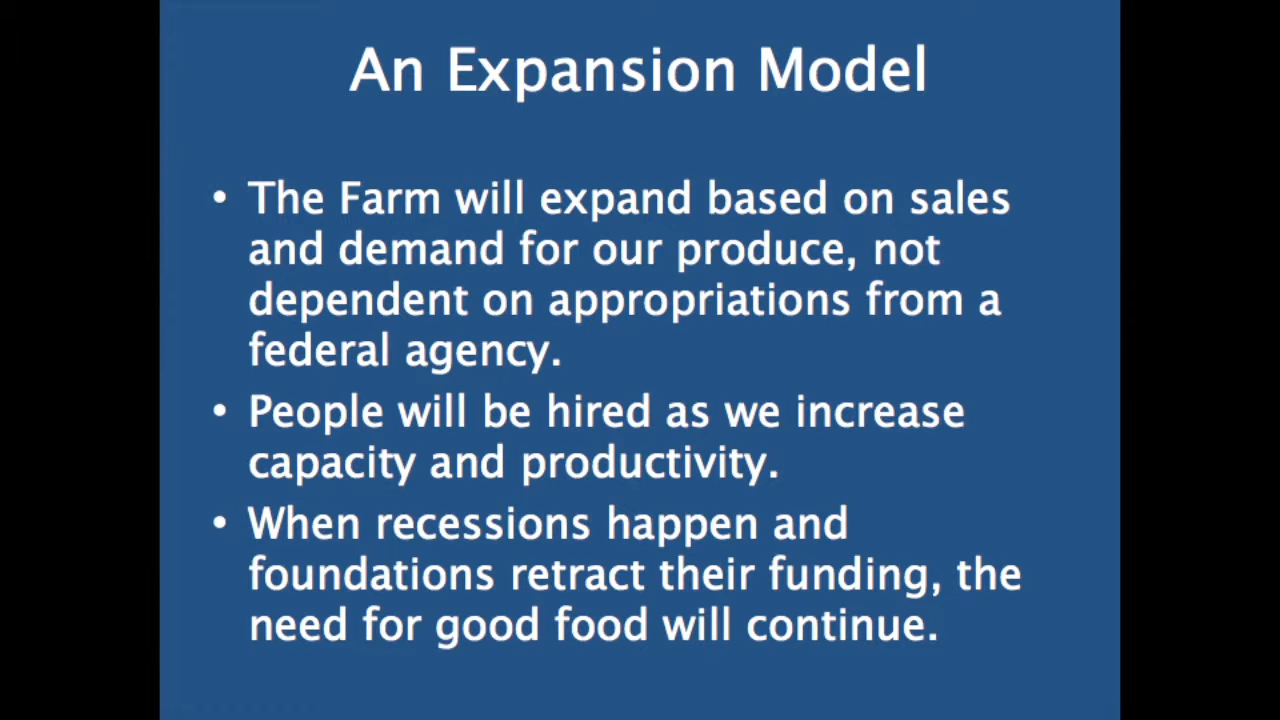 An Expansion Model
• The Farm will expand based on sales
and demand for our produce, not
dependent on appropriations from a
federal agency.
• People will be hired as we increase
capacity and productivity.
• When recessions happen and
foundations retract their funding, the
need for good food will continue.